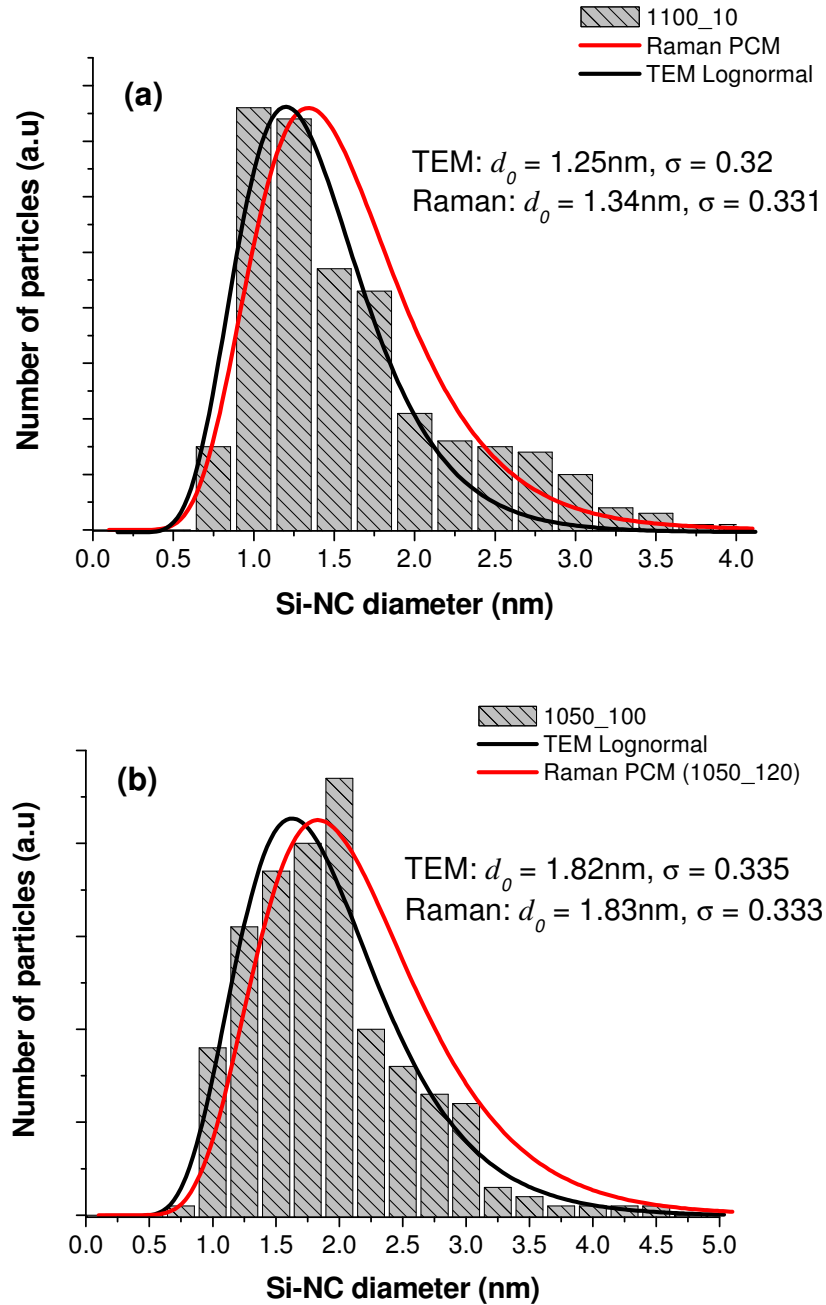 1100_10
Raman PCM
TEM Lognormal
(a)
TEM: d₀ = 1.25nm, σ = 0.32
Raman: d₀ = 1.34nm, σ = 0.331
Number of particles (a.u)
0.0 0.5 1.0 1.5 2.0 2.5 3.0 3.5 4.0
Si-NC diameter (nm)
1050_100
TEM Lognormal
Raman PCM (1050_120)
(b)
TEM: d₀ = 1.82nm, σ = 0.335
Raman: d₀ = 1.83nm, σ = 0.333
Number of particles (a.u)
0.0 0.5 1.0 1.5 2.0 2.5 3.0 3.5 4.0 4.5 5.0
Si-NC diameter (nm)